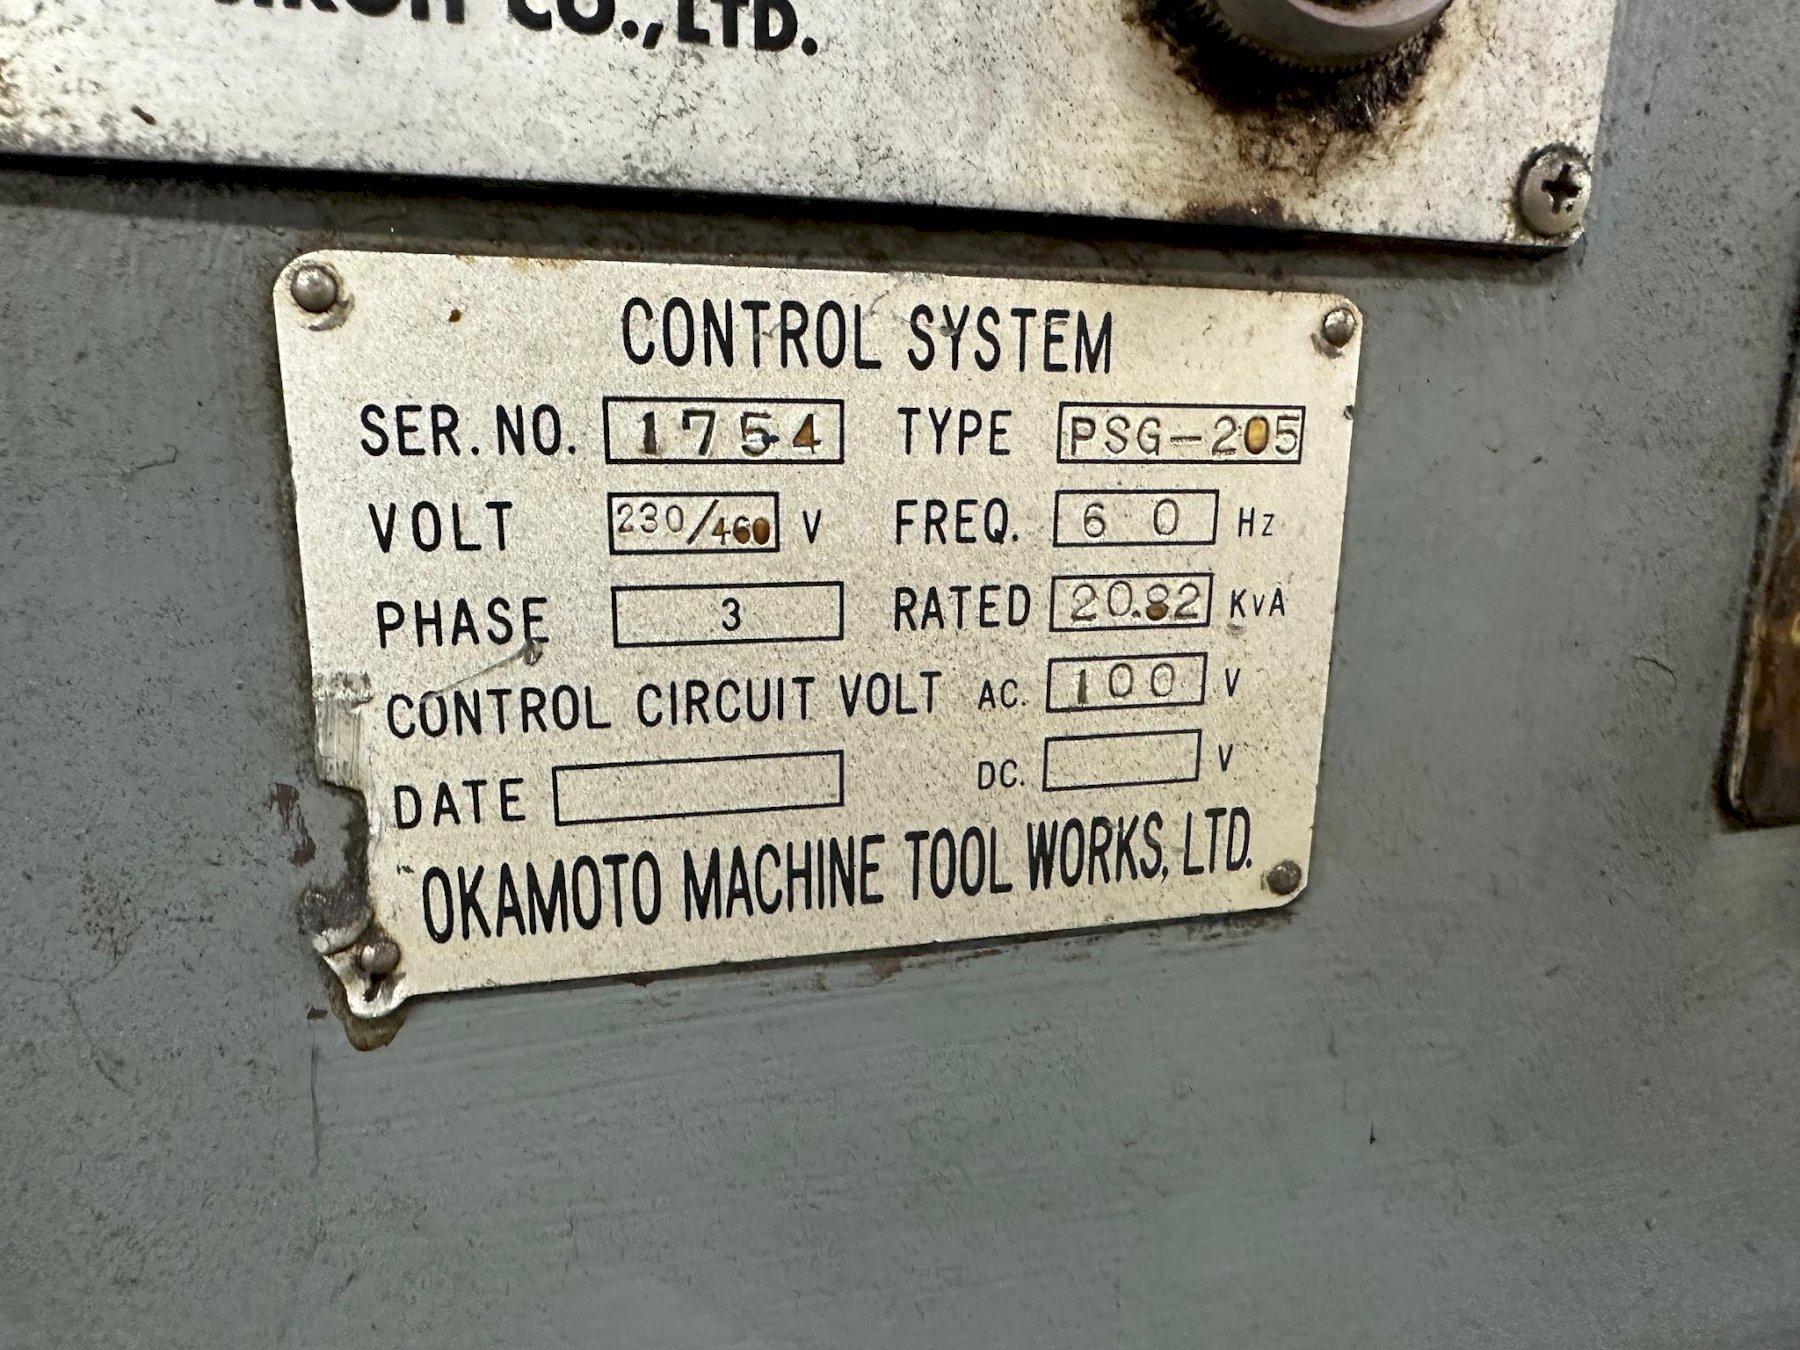 CO., LTD.
CONTROL SYSTEM
SER. NO. 1754 TYPE PSG-205
VOLT 230/460 V FREQ. 60 Hz
PHASE 3 RATED 20.82 KVA
CONTROL CIRCUIT VOLT AC. 100 V
DATE DC. V
OKAMOTO MACHINE TOOL WORKS, LTD.